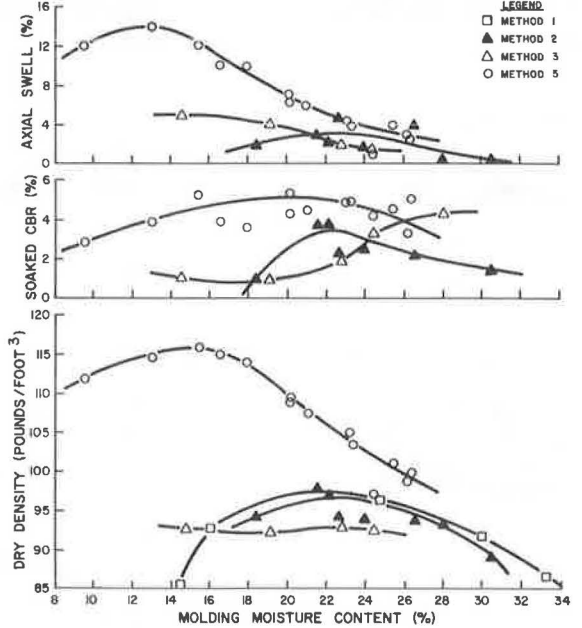 LEGEND
METHOD 1
METHOD 2
METHOD 3
METHOD 5
AXIAL SWELL (%)
16
12
8
4
0
SOAKED CBR (%)
6
4
2
0
DRY DENSITY (POUNDS/FOOT³)
120
115
110
105
100
95
90
85
8 10 12 14 16 18 20 22 24 26 28 30 32 34
MOLDING MOISTURE CONTENT (%)